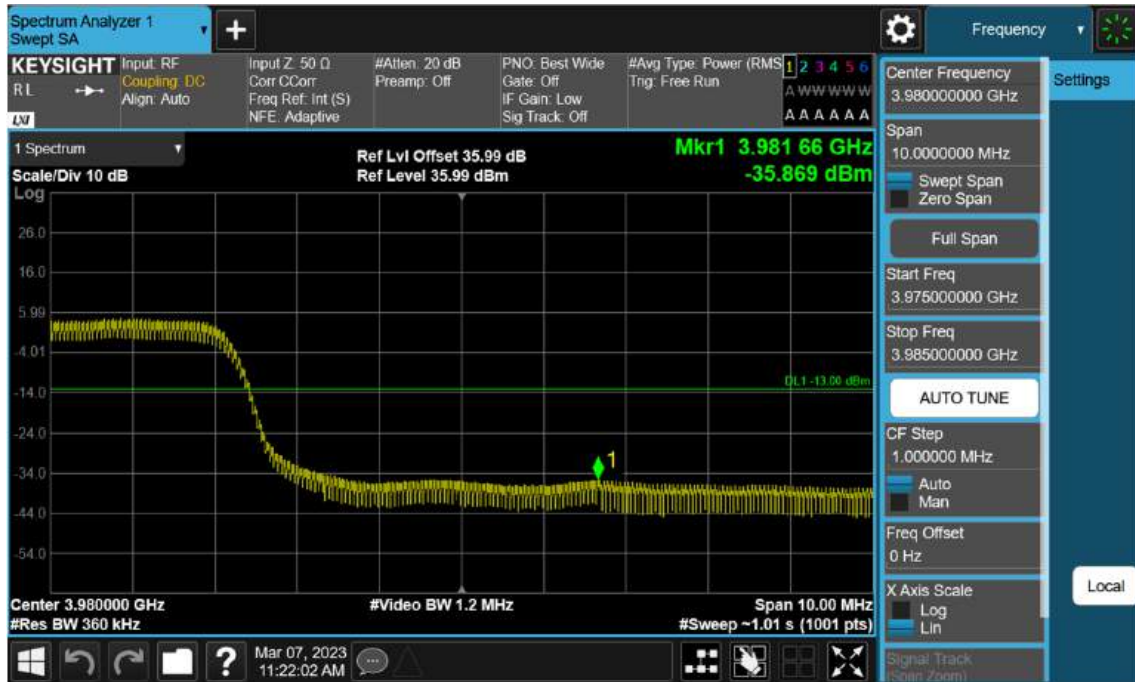 Spectrum Analyzer 1
Swept SA
+
Frequency
KEYSIGHT
RL
LXI
Input: RF
Coupling: DC
Align: Auto
Input Z: 50 Ω
Corr CCorr
Freq Ref: Int (S)
NFE: Adaptive
#Atten: 20 dB
Preamp: Off
PNO: Best Wide
Gate: Off
IF Gain: Low
Sig Track: Off
#Avg Type: Power (RMS
Trig: Free Run
1 2 3 4 5 6
A W W W W W
A A A A A A
1 Spectrum
Scale/Div 10 dB
Log
Ref Lvl Offset 35.99 dB
Ref Level 35.99 dBm
Mkr1 3.981 66 GHz
-35.869 dBm
26.0
16.0
5.99
-4.01
-14.0
-24.0
-34.0
-44.0
-54.0
DL1 -13.00 dBm
1
Center 3.980000 GHz
#Res BW 360 kHz
#Video BW 1.2 MHz
Span 10.00 MHz
#Sweep ~1.01 s (1001 pts)
Center Frequency
3.980000000 GHz
Span
10.0000000 MHz
Swept Span
Zero Span
Full Span
Start Freq
3.975000000 GHz
Stop Freq
3.985000000 GHz
AUTO TUNE
CF Step
1.000000 MHz
Auto
Man
Freq Offset
0 Hz
X Axis Scale
Log
Lin
Signal Track
(Span Zoom)
Settings
Local
?
Mar 07, 2023
11:22:02 AM